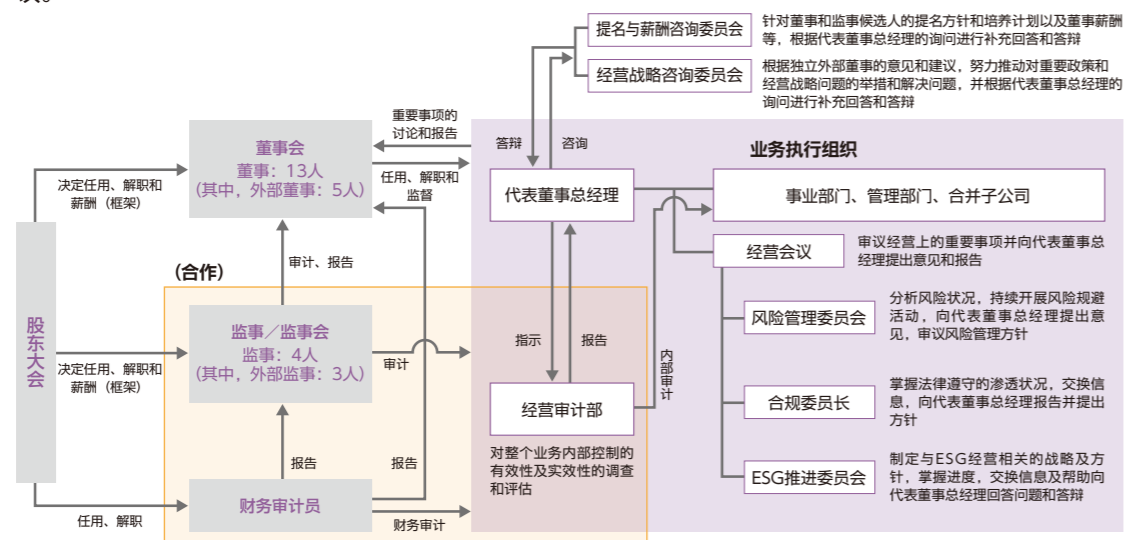 提名与薪酬咨询委员会
针对董事和监事候选人的提名方针和培养计划以及董事薪酬
等，根据代表董事总经理的询问进行补充回答和答辩
经营战略咨询委员会
根据独立外部董事的意见和建议，努力推动对重要政策和
经营战略问题的举措和解决问题，并根据代表董事总经理的
询问进行补充回答和答辩
重要事项的
讨论和报告
答辩
咨询
业务执行组织
董事会
董事：13人
（其中，外部董事：5人）
决定任用、解职和
薪酬（框架）
任用、解职和
监督
代表董事总经理
事业部门、管理部门、合并子公司
经营会议
审议经营上的重要事项并向代表董事总
经理提出意见和报告
审计、报告
（合作）
股东大会
监事／监事会
监事：4人
（其中，外部监事：3人）
决定任用、解职和
薪酬（框架）
审计
指示
报告
内部审计
风险管理委员会
分析风险状况，持续开展风险规避
活动，向代表董事总经理提出意
见，审议风险管理方针
经营审计部
合规委员长
掌握法律遵守的渗透状况，交换信
息，向代表董事总经理报告并提出
方针
对整个业务内部控制的
有效性及实效性的调查
和评估
报告
报告
财务审计员
任用、解职
财务审计
ESG推进委员会
制定与ESG经营相关的战略及方
针，掌握进度，交换信息及帮助向
代表董事总经理回答问题和答辩